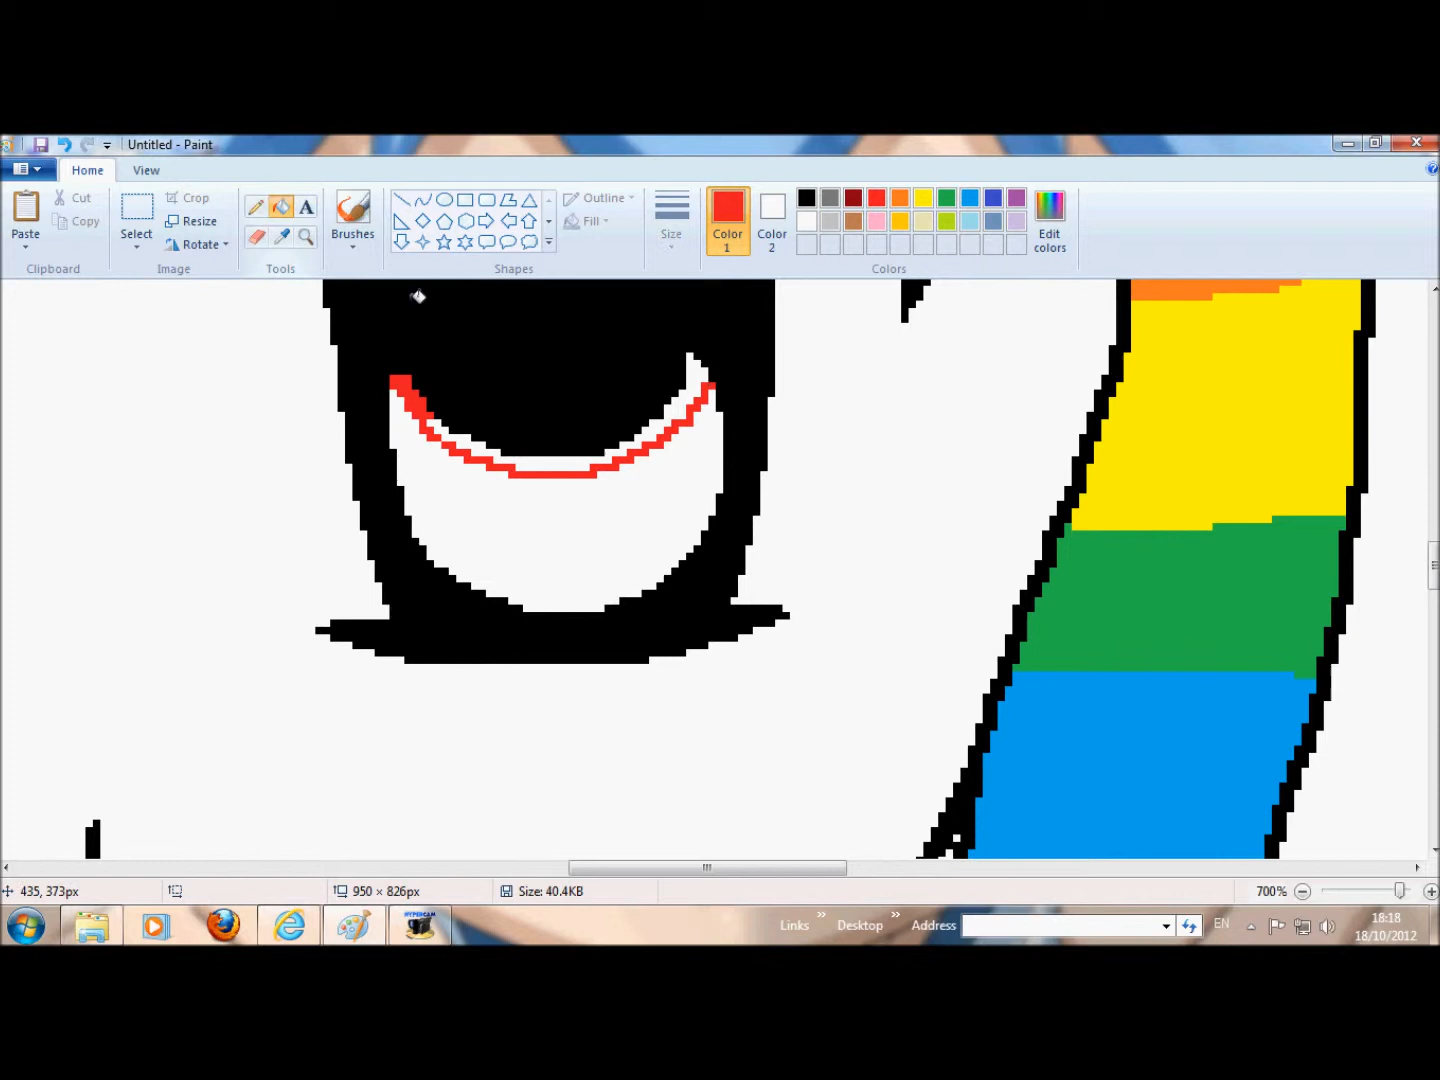 Untitled - Paint
Home View
Paste
Cut
Copy
Clipboard
Select
Crop
Resize
Rotate
Image
A
Tools
Brushes
Outline
Fill
Shapes
Size
Color 1
Color 2
Edit colors
Colors
435, 373px
950 × 826px
Size: 40.4KB
700%
HYPERCAM
Links
Desktop
Address
EN
18:18
18/10/2012